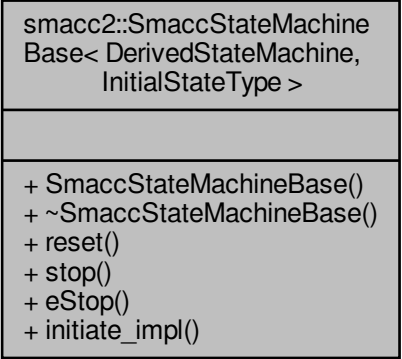 smacc2::SmaccStateMachine
Base< DerivedStateMachine,
InitialStateType >
+ SmaccStateMachineBase()
+ ~SmaccStateMachineBase()
+ reset()
+ stop()
+ eStop()
+ initiate_impl()